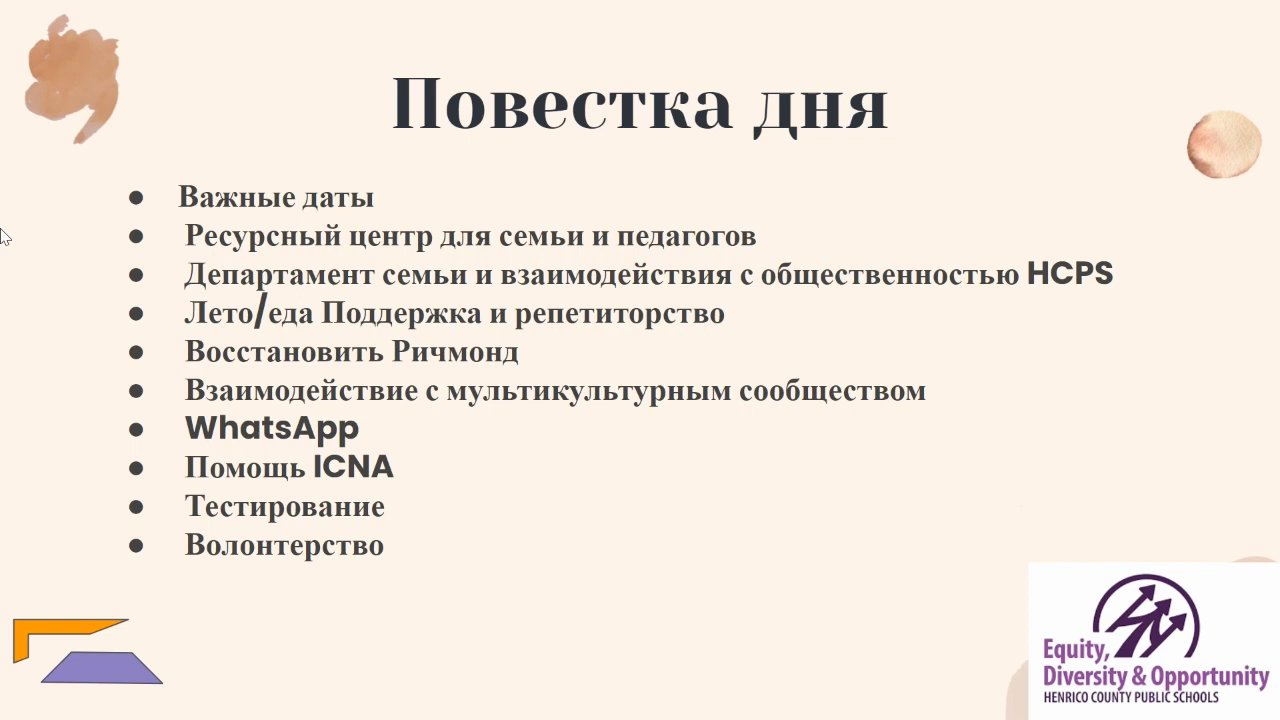 Повестка дня
● Важные даты
● Ресурсный центр для семьи и педагогов
● Департамент семьи и взаимодействия с общественностью HCPS
● Лето/еда Поддержка и репетиторство
● Восстановить Ричмонд
● Взаимодействие с мультикультурным сообществом
● WhatsApp
● Помощь ICNA
● Тестирование
● Волонтерство
Equity,
Diversity & Opportunity
HENRICO COUNTY PUBLIC SCHOOLS